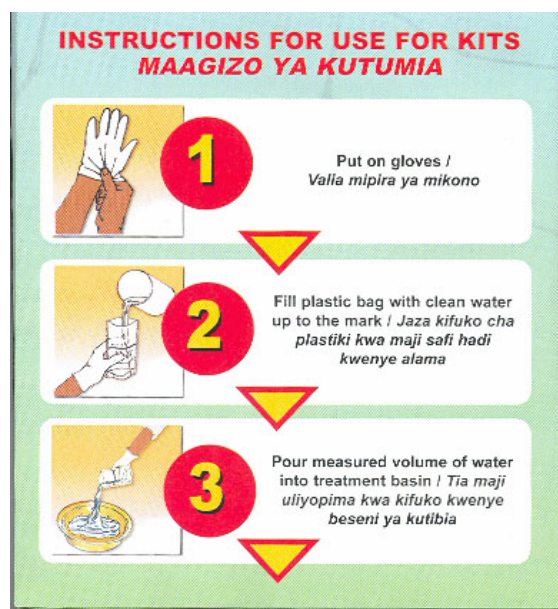 INSTRUCTIONS FOR USE FOR KITS
MAAGIZO YA KUTUMIA
1
Put on gloves /
Valia mipira ya mikono
2
Fill plastic bag with clean water
up to the mark / Jaza kifuko cha
plastiki kwa maji safi hadi
kwenye alama
3
Pour measured volume of water
into treatment basin / Tia maji
uliyopima kwa kifuko kwenye
beseni ya kutibia